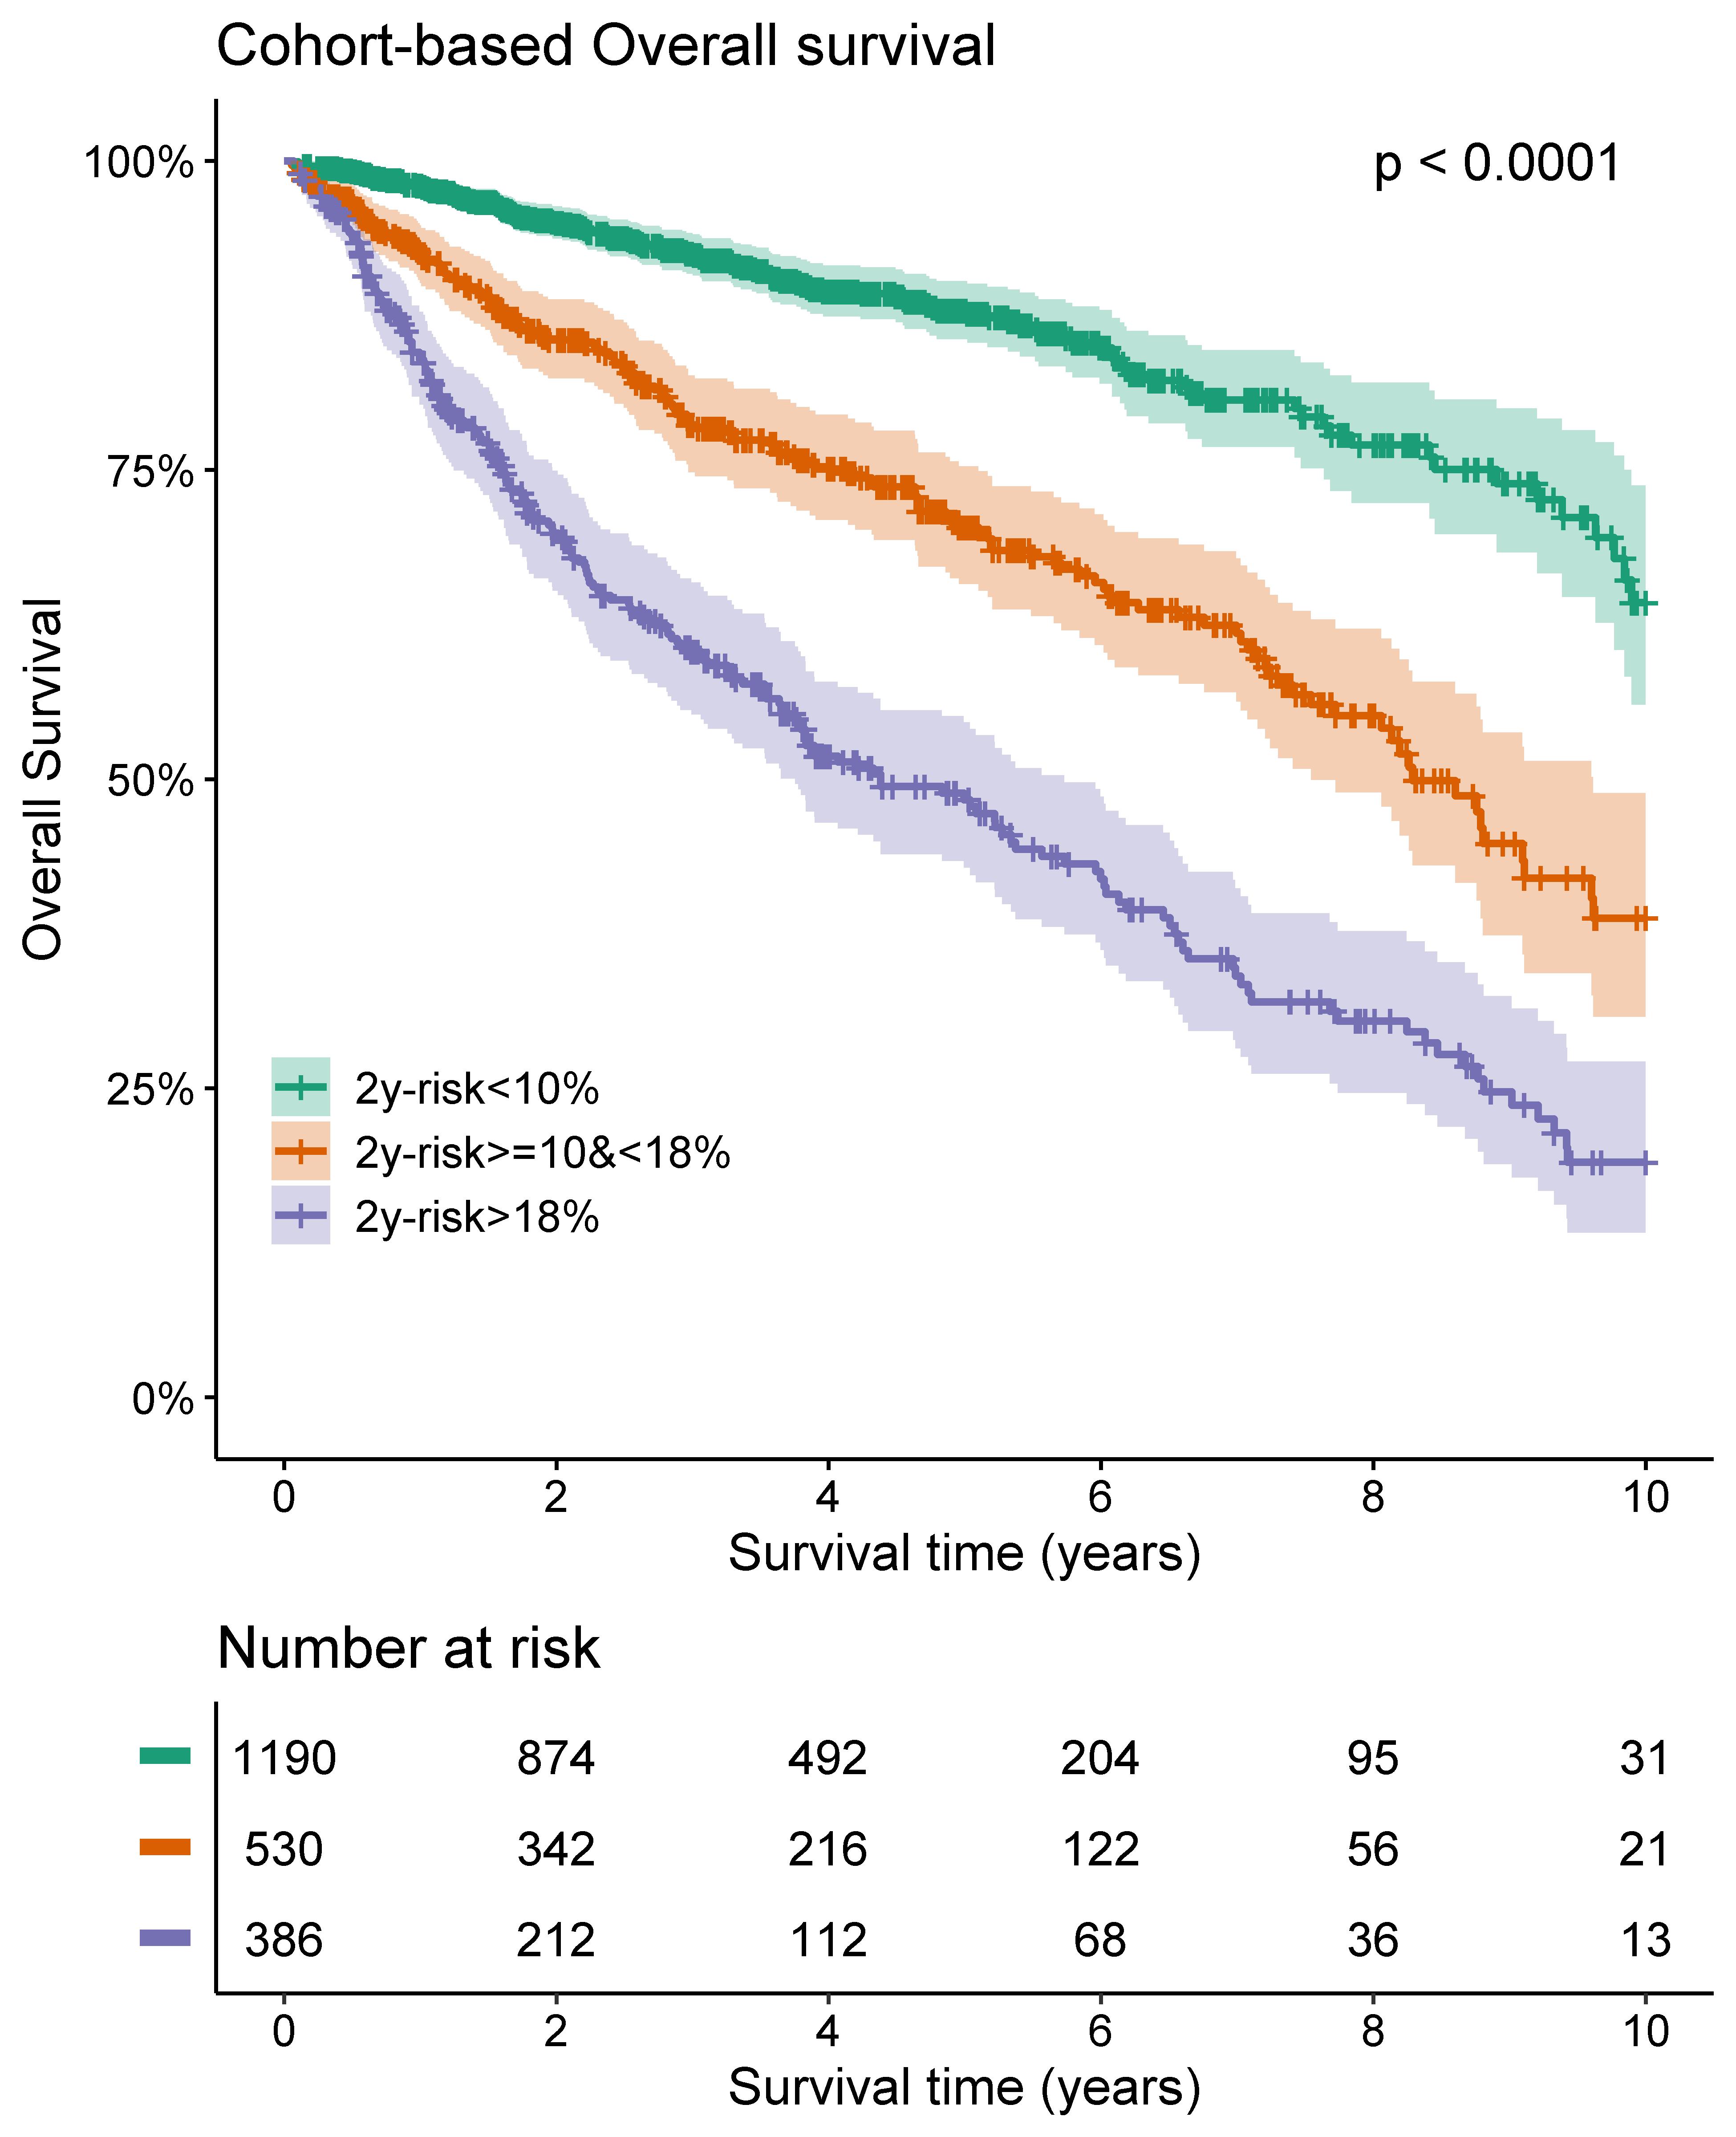 Cohort-based Overall survival
p < 0.0001
100%
75%
50%
25%
0%
Overall Survival
2y-risk<10%
2y-risk>=10&<18%
2y-risk>18%
0 2 4 6 8 10
Survival time (years)
Number at risk
1190 874 492 204 95 31
530 342 216 122 56 21
386 212 112 68 36 13
0 2 4 6 8 10
Survival time (years)